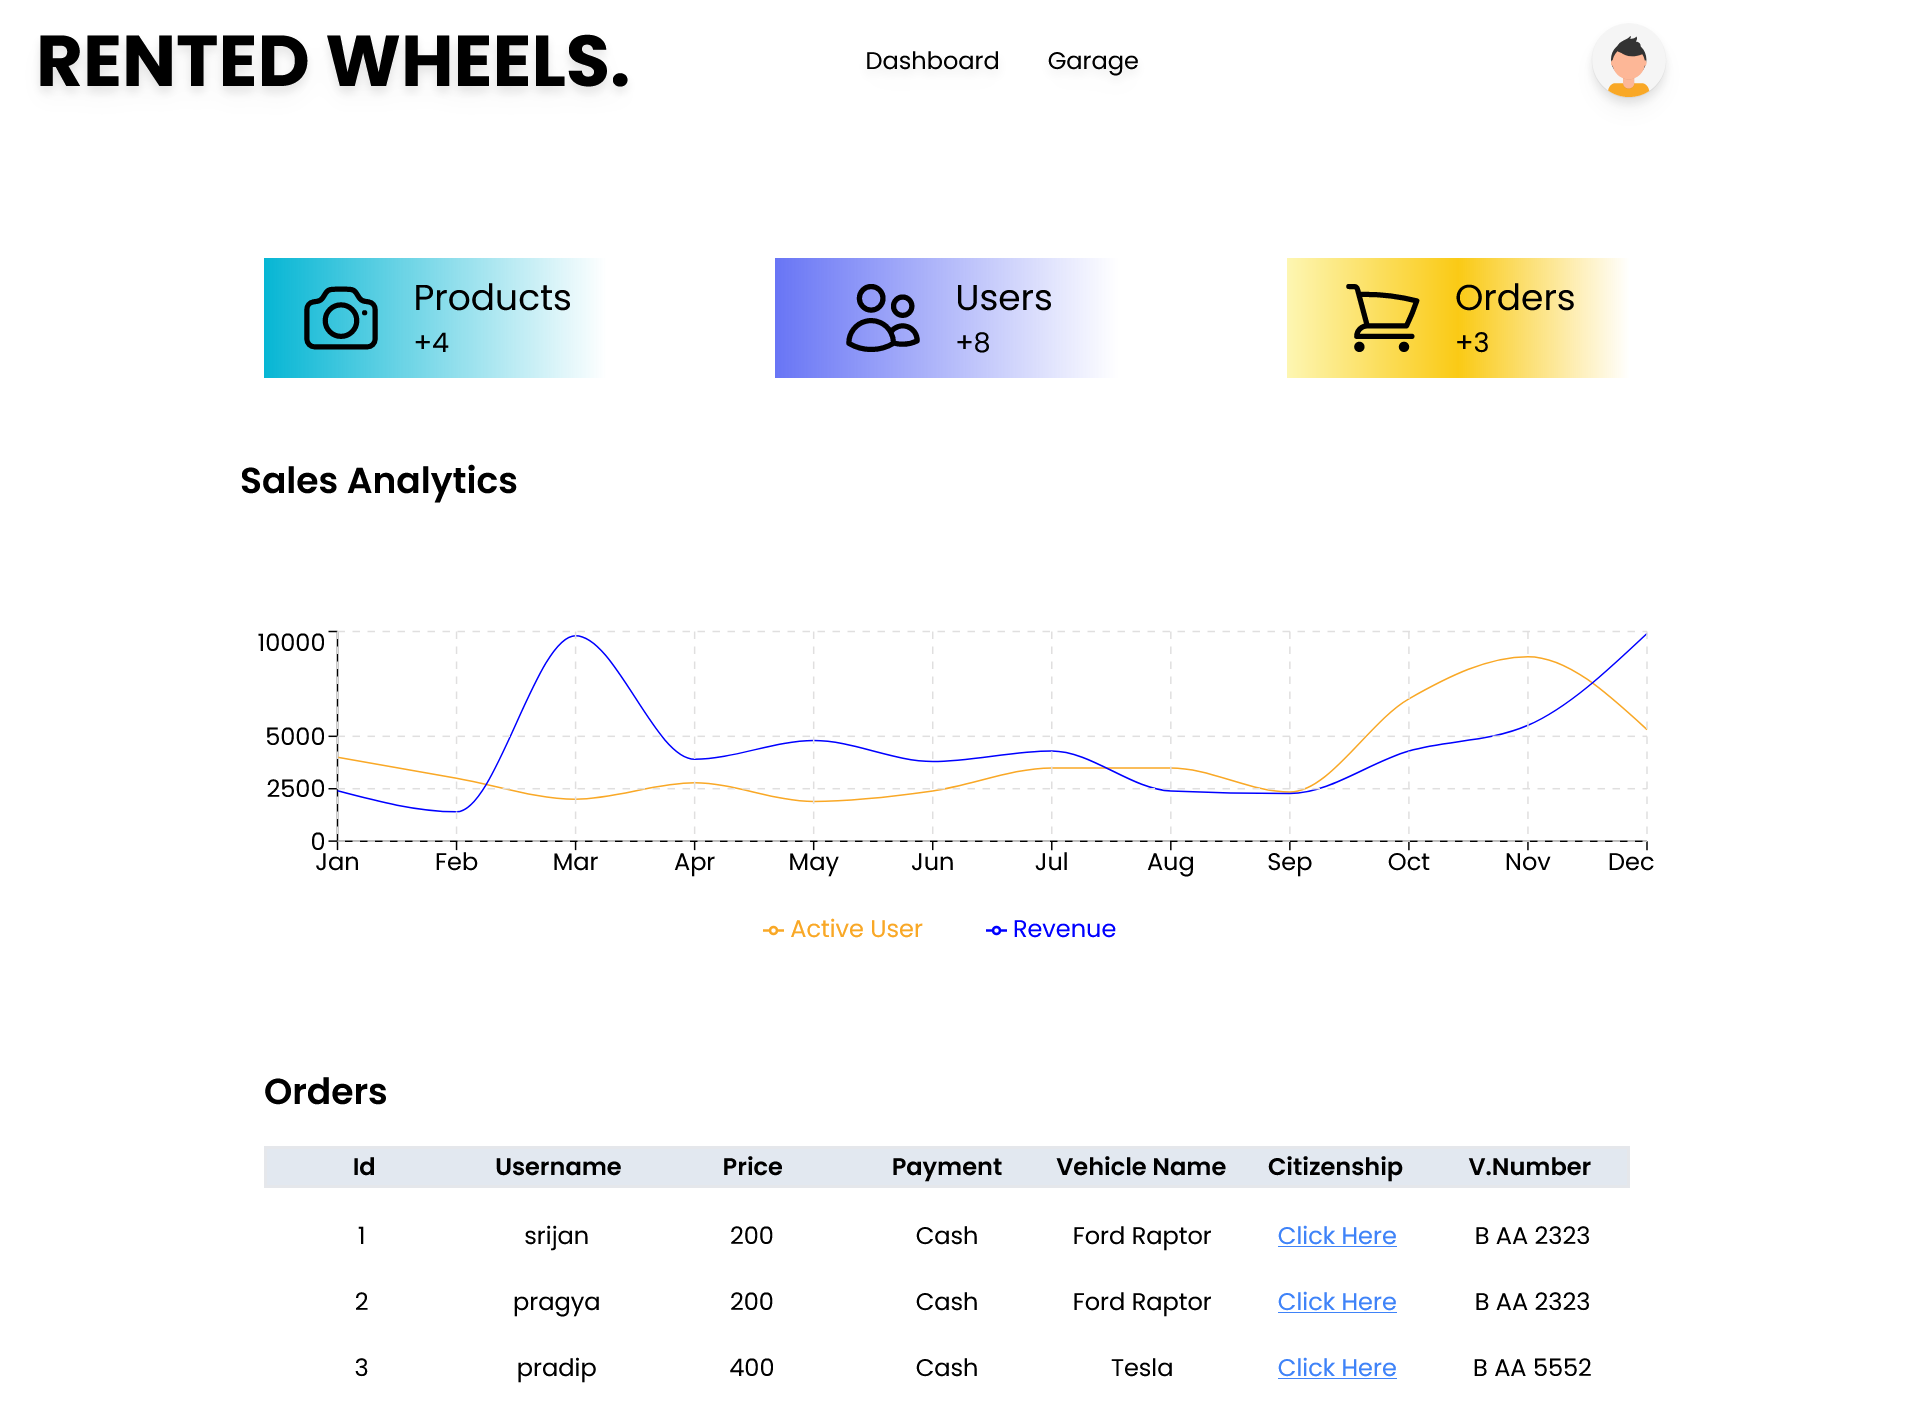 RENTED WHEELS.
Dashboard Garage
Products
+4
Users
+8
Orders
+3
Sales Analytics
10000
5000
2500
0
Jan Feb Mar Apr May Jun Jul Aug Sep Oct Nov Dec
Active User Revenue
Orders
Id Username Price Payment Vehicle Name Citizenship V.Number
1 srijan 200 Cash Ford Raptor Click Here B AA 2323
2 pragya 200 Cash Ford Raptor Click Here B AA 2323
3 pradip 400 Cash Tesla Click Here B AA 5552